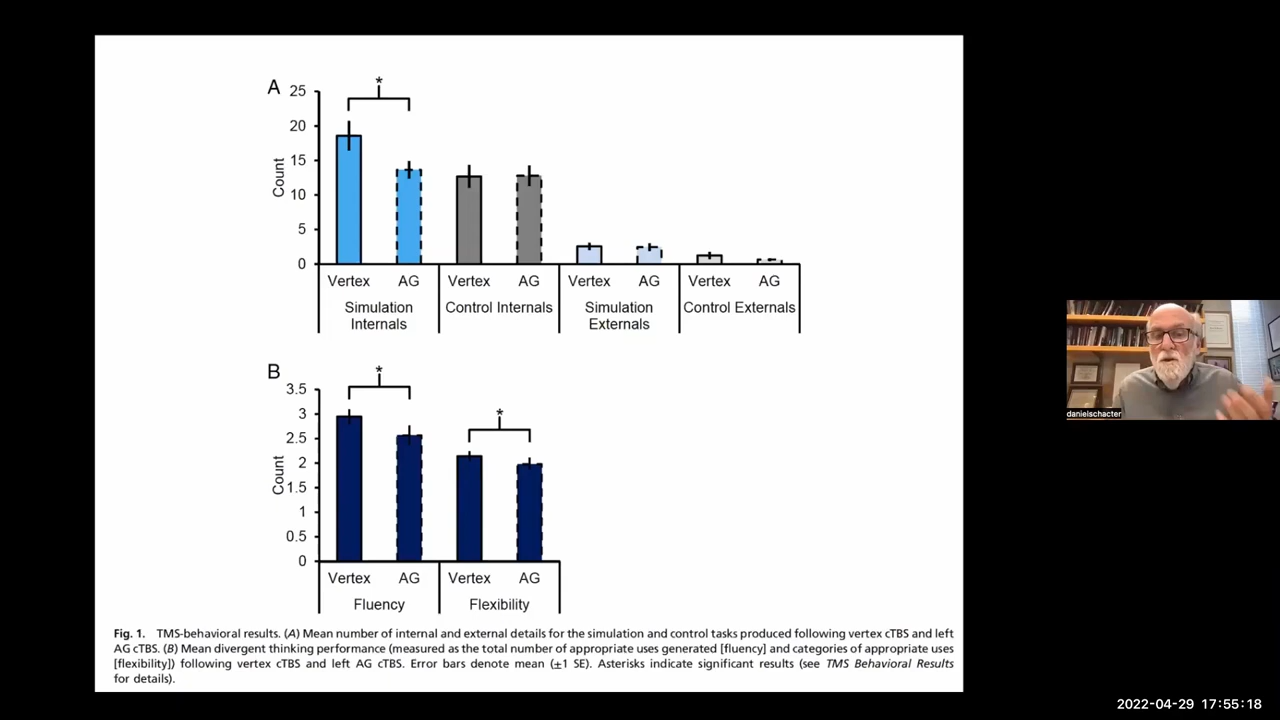 A
25
20
15
10
5
0
Count
*
Vertex AG Vertex AG Vertex AG Vertex AG
Simulation Internals Control Internals Simulation Externals Control Externals
B
3.5
3
2.5
2
1.5
1
0.5
0
Count
*
*
Vertex AG Vertex AG
Fluency Flexibility
Fig. 1. TMS-behavioral results. (A) Mean number of internal and external details for the simulation and control tasks produced following vertex cTBS and left
AG cTBS. (B) Mean divergent thinking performance (measured as the total number of appropriate uses generated [fluency] and categories of appropriate uses
[flexibility]) following vertex cTBS and left AG cTBS. Error bars denote mean (±1 SE). Asterisks indicate significant results (see TMS Behavioral Results
for details).
danielschacter
2022-04-29 17:55:18